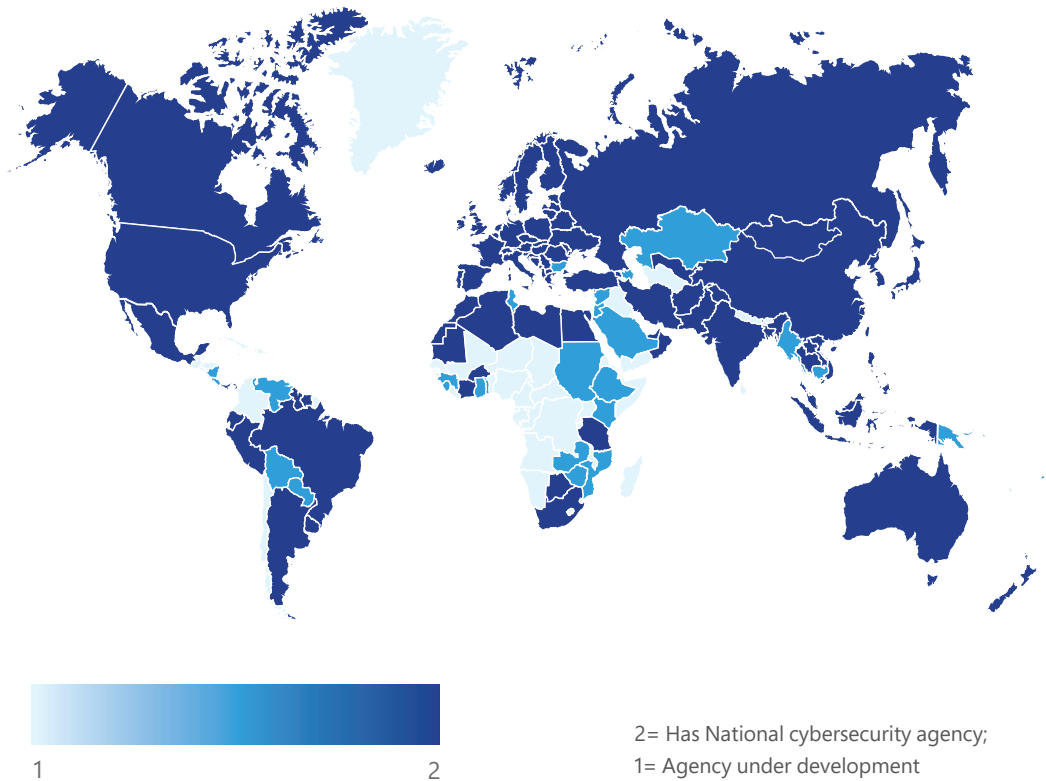 1
2
2= Has National cybersecurity agency;
1= Agency under development